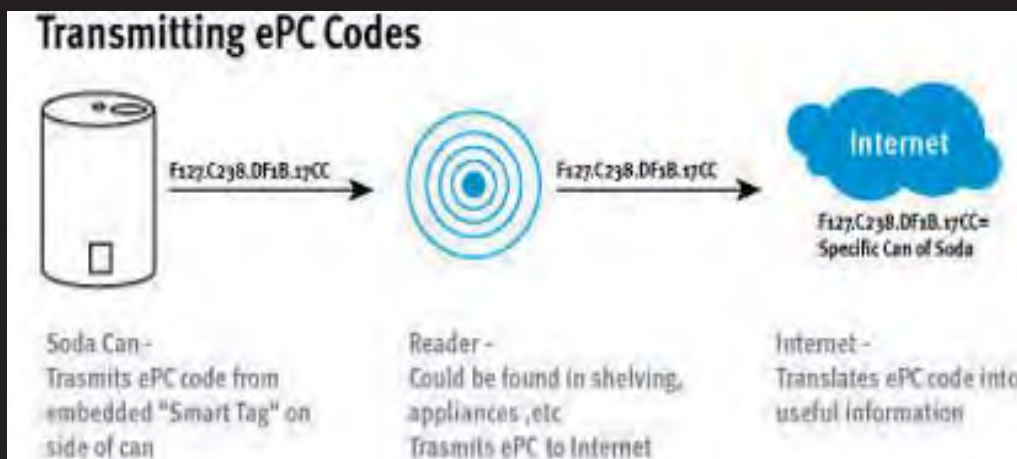 Transmitting ePC Codes
F127.C238.DF1B.17CC
F127.C238.DF1B.17CC
Internet
F127.C238.DF1B.17CC=
Specific Can of Soda
Soda Can -
Trasmits ePC code from
embedded "Smart Tag" on
side of can
Reader -
Could be found in shelving,
appliances ,etc
Trasmits ePC to Internet
Internet -
Translates ePC code into
useful information